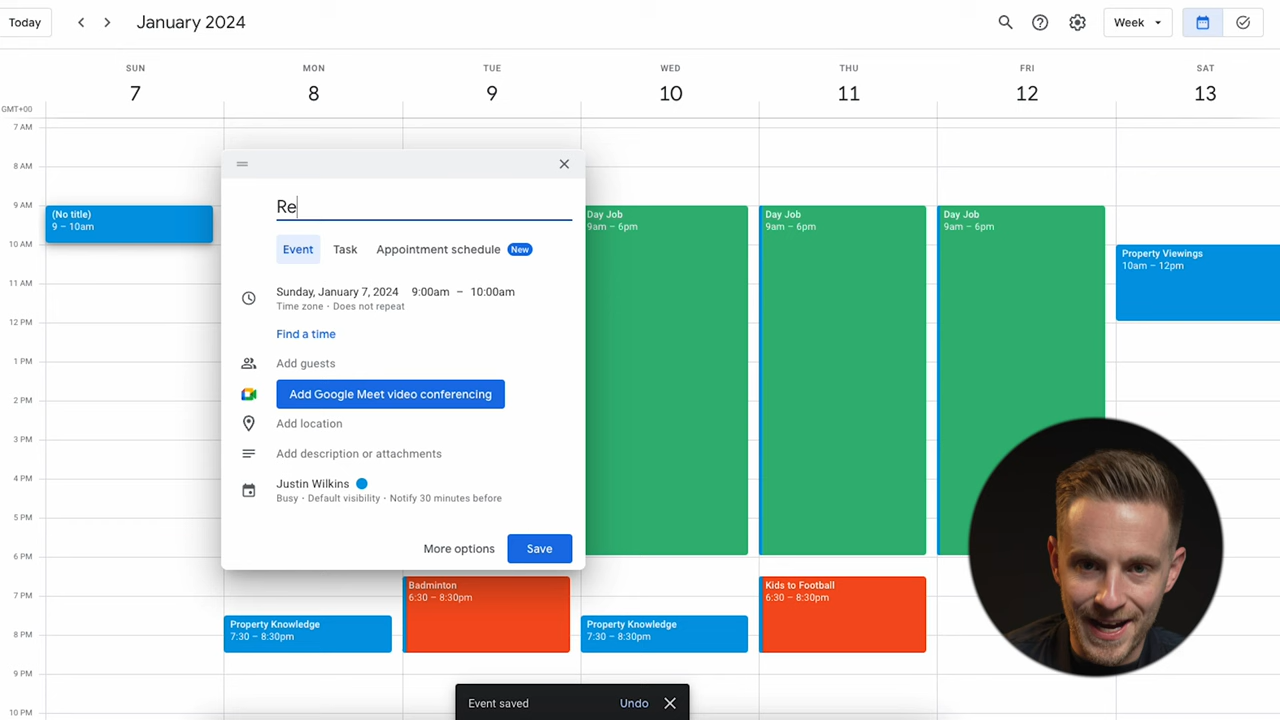 Today
January 2024
Week
SUN
MON
TUE
WED
THU
FRI
SAT
7
8
9
10
11
12
13
GMT+00
7 AM
8 AM
9 AM
10 AM
11 AM
12 PM
1 PM
2 PM
3 PM
4 PM
5 PM
6 PM
7 PM
8 PM
9 PM
10 PM
(No title)
9 – 10am
Re
Event
Task
Appointment schedule
New
Sunday, January 7, 2024 9:00am – 10:00am
Time zone · Does not repeat
Find a time
Add guests
Add Google Meet video conferencing
Add location
Add description or attachments
Justin Wilkins
Busy · Default visibility · Notify 30 minutes before
More options
Save
Day Job
9am – 6pm
Day Job
9am – 6pm
Day Job
9am – 6pm
Property Viewings
10am – 12pm
Property Knowledge
7:30 – 8:30pm
Badminton
6:30 – 8:30pm
Property Knowledge
7:30 – 8:30pm
Kids to Football
6:30 – 8:30pm
Event saved
Undo